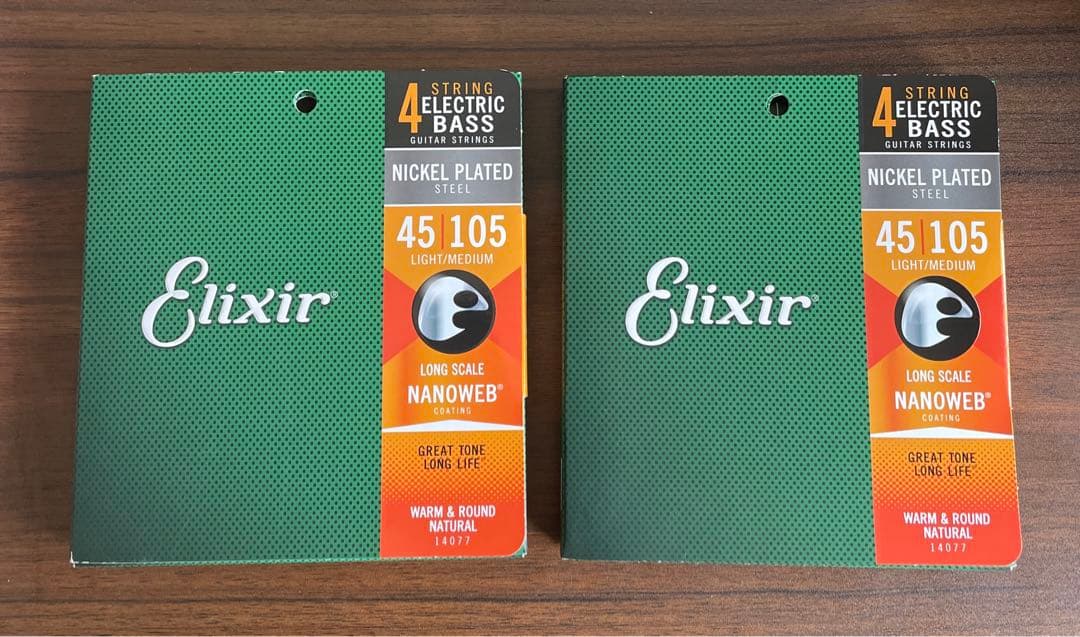 4 STRING
ELECTRIC
BASS
GUITAR STRINGS
NICKEL PLATED
STEEL
45|105
LIGHT/MEDIUM
Elixir®
LONG SCALE
NANOWEB®
COATING
GREAT TONE
LONG LIFE
WARM & ROUND
NATURAL
14077
4 STRING
ELECTRIC
BASS
GUITAR STRINGS
NICKEL PLATED
STEEL
45|105
LIGHT/MEDIUM
Elixir®
LONG SCALE
NANOWEB®
COATING
GREAT TONE
LONG LIFE
WARM & ROUND
NATURAL
14077